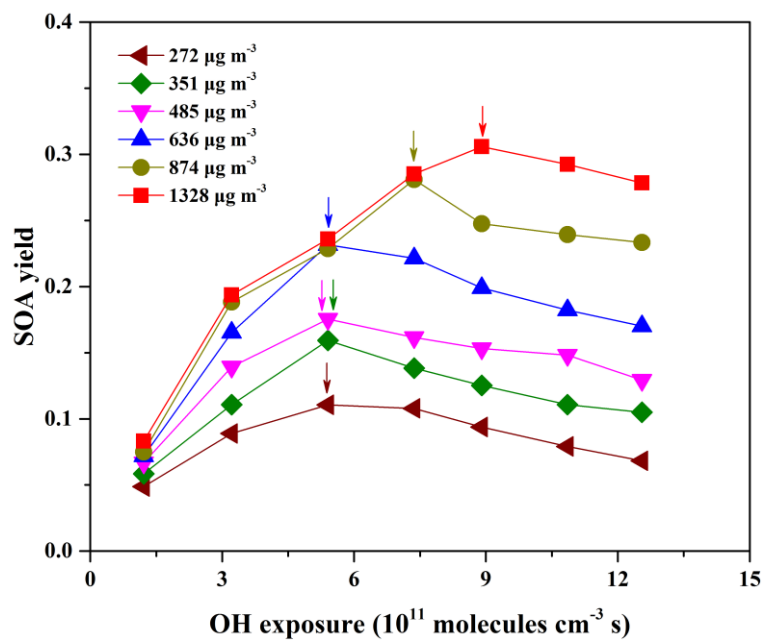 0.4
0.3
0.2
0.1
0.0
SOA yield
272 µg m⁻³
351 µg m⁻³
485 µg m⁻³
636 µg m⁻³
874 µg m⁻³
1328 µg m⁻³
0 3 6 9 12 15
OH exposure (10¹¹ molecules cm⁻³ s)